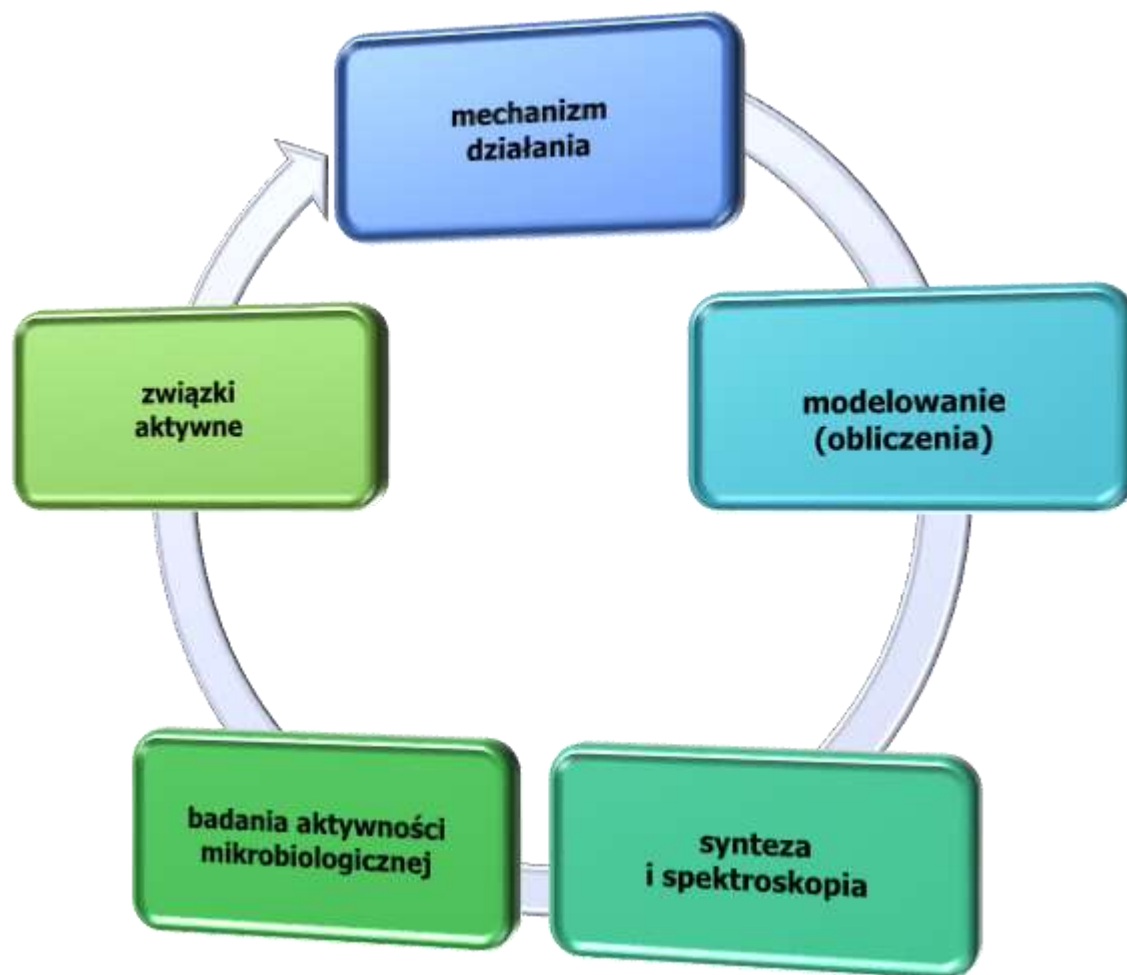 mechanizm
działania
modelowanie
(obliczenia)
synteza
i spektroskopia
badania aktywności
mikrobiologicznej
związki
aktywne